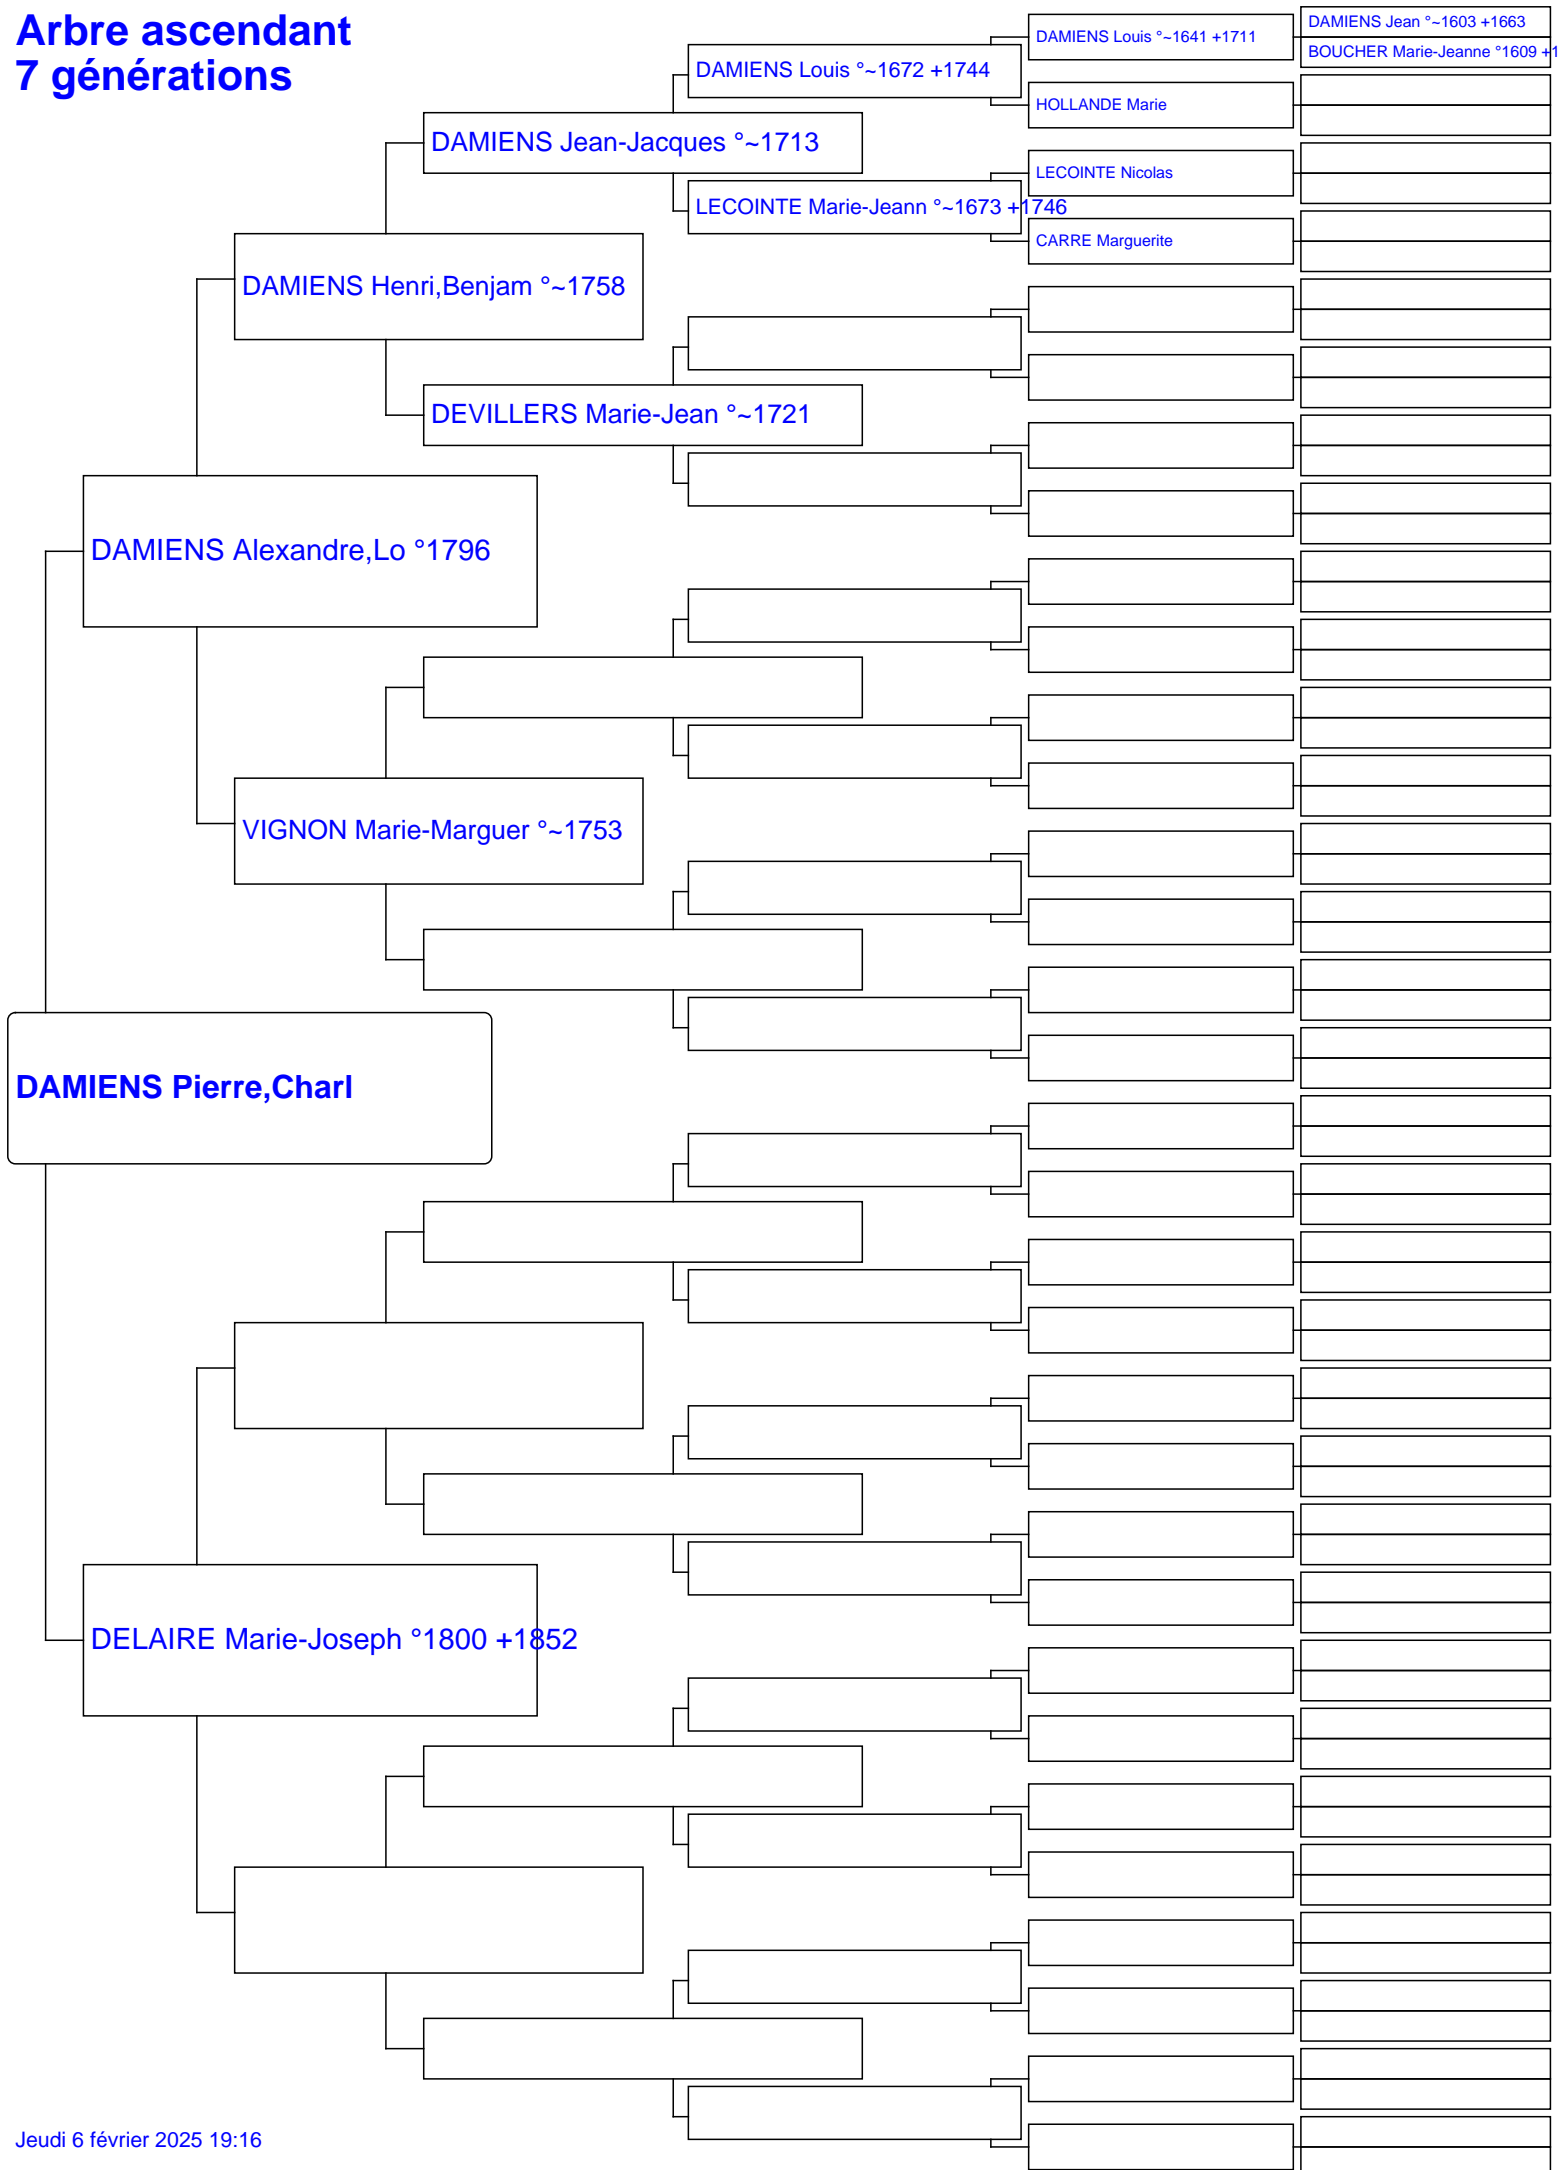 Arbre ascendant
7 générations
DAMIENS Jean °~1603 +1663
BOUCHER Marie-Jeanne °1609 +1
DAMIENS Louis °~1641 +1711
DAMIENS Louis °~1672 +1744
HOLLANDE Marie
DAMIENS Jean-Jacques °~1713
LECOINTE Nicolas
LECOINTE Marie-Jeann °~1673 +1746
CARRE Marguerite
DAMIENS Henri,Benjam °~1758
DEVILLERS Marie-Jean °~1721
DAMIENS Alexandre,Lo °1796
VIGNON Marie-Marguer °~1753
DAMIENS Pierre,Charl
DELAIRE Marie-Joseph °1800 +1852
Jeudi 6 février 2025 19:16